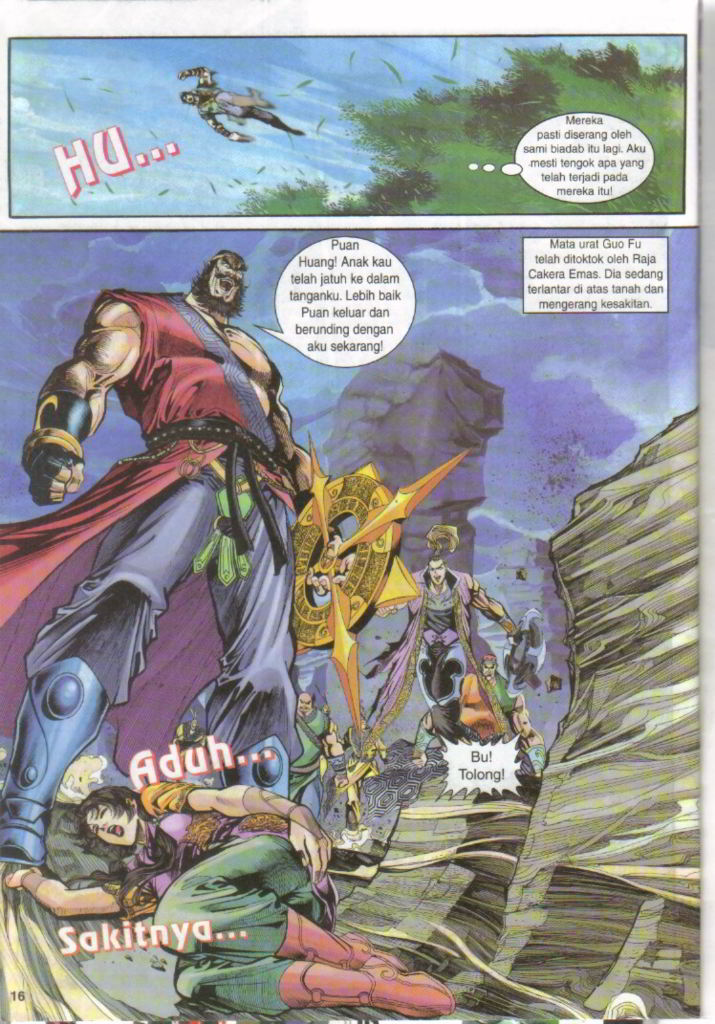 HU...
Mereka
pasti diserang oleh
sami biadab itu lagi. Aku
mesti tengok apa yang
telah terjadi pada
mereka itu!
Puan
Huang! Anak kau
telah jatuh ke dalam
tanganku. Lebih baik
Puan keluar dan
berunding dengan
aku sekarang!
Mata urat Guo Fu
telah ditoktok oleh Raja
Cakera Emas. Dia sedang
terlantar di atas tanah dan
mengerang kesakitan.
Aduh...
Bu!
Tolong!
Sakitnya...
16